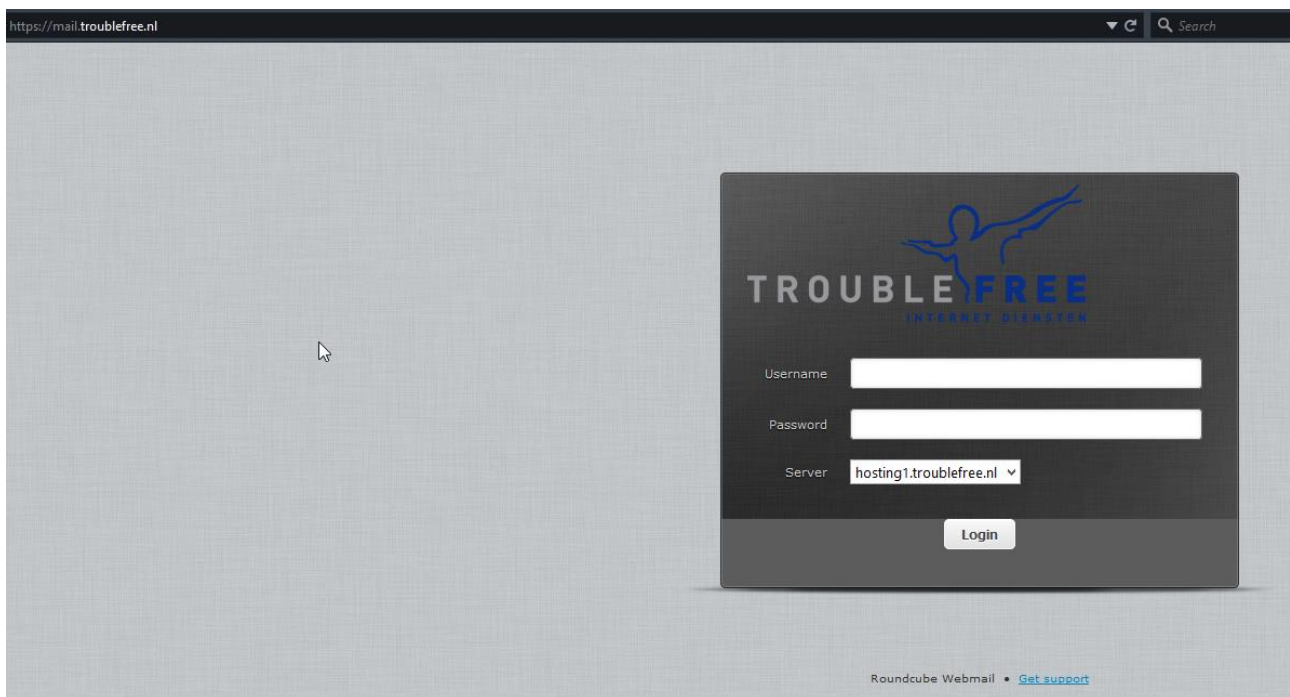 https://mail.troublefree.nl
Search
TROUBLE FREE
INTERNET DIENSTEN
Username
Password
Server hosting1.troublefree.nl
Login
Roundcube Webmail • Get support